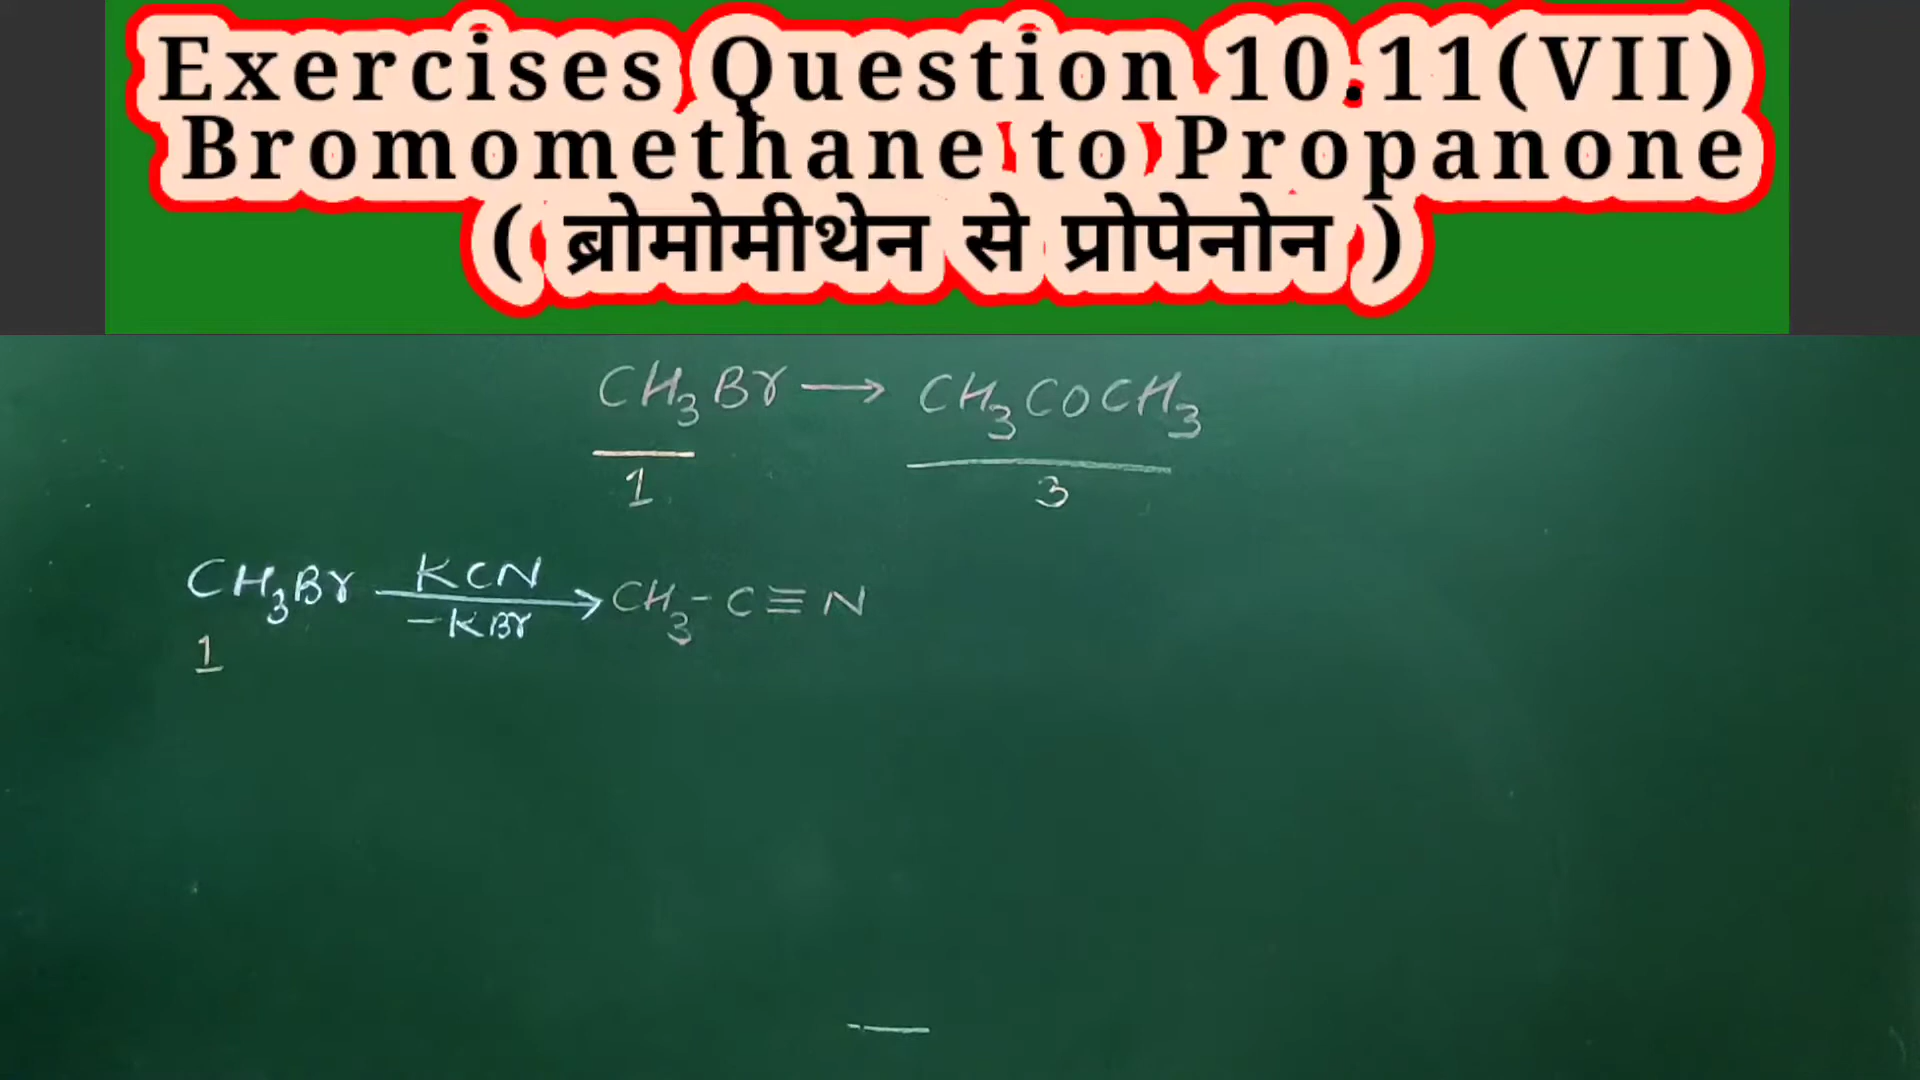 Exercises Question 10.11(VII)
Bromomethane to Propanone
( ब्रोमोमीथेन से प्रोपेनोन )
CH₃Br → CH₃COCH₃
1 3
CH₃Br KCN → CH₃-C≡N
-KBr
1